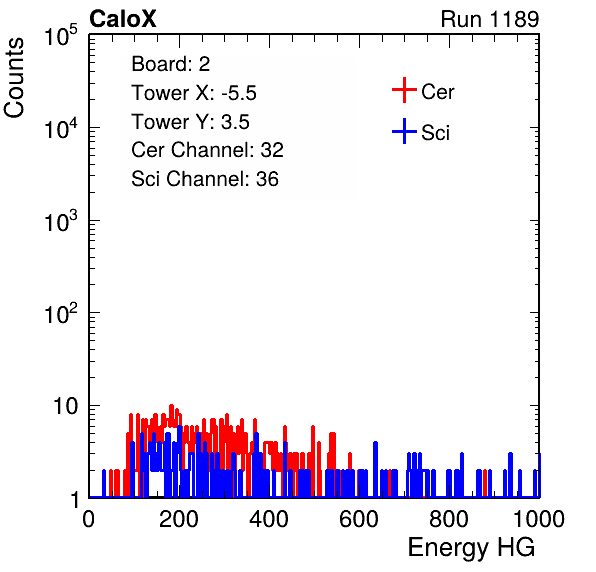 CaloX Run 1189
Counts
Board: 2
Tower X: -5.5
Tower Y: 3.5
Cer Channel: 32
Sci Channel: 36
Cer
Sci
10^5
10^4
10^3
10^2
10
1
0 200 400 600 800 1000
Energy HG